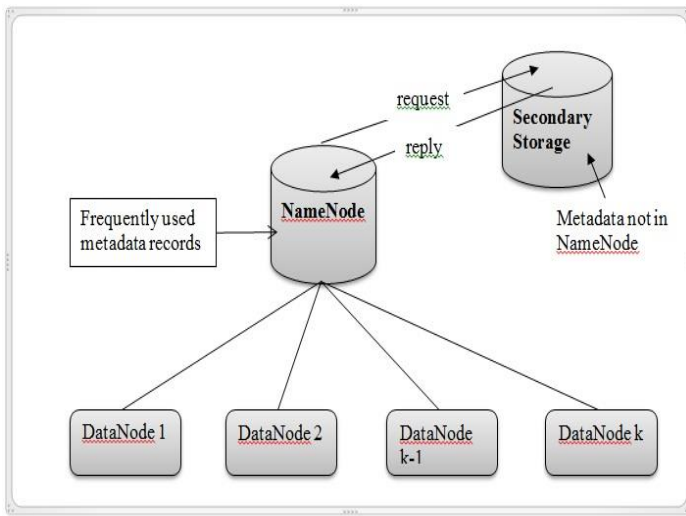 request
reply
Secondary
Storage
NameNode
Frequently used
metadata records
Metadata not in
NameNode
DataNode 1
DataNode 2
DataNode
k-1
DataNode k